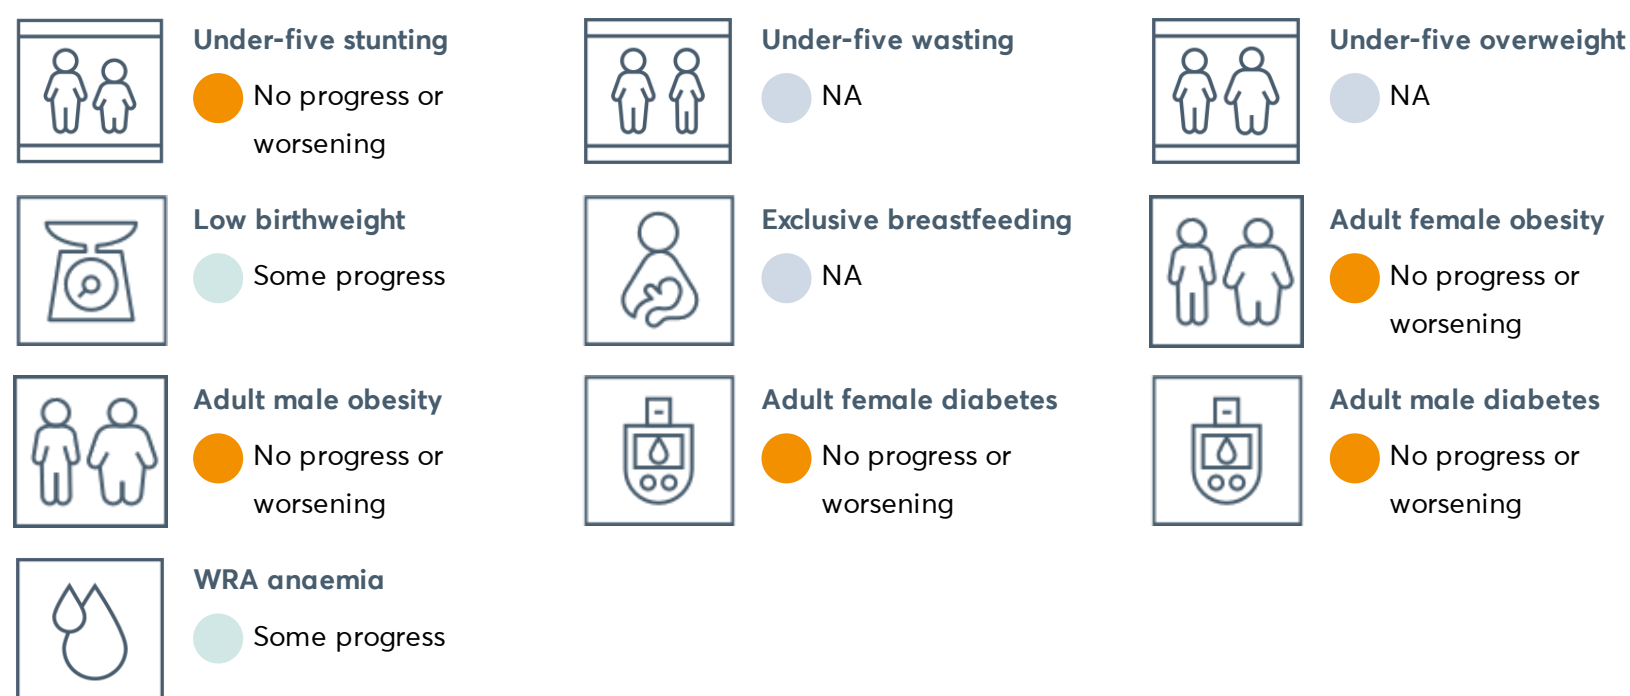 Under-five stunting
No progress or
worsening
Under-five wasting
NA
Under-five overweight
NA
Low birthweight
Some progress
Exclusive breastfeeding
NA
Adult female obesity
No progress or
worsening
Adult male obesity
No progress or
worsening
Adult female diabetes
No progress or
worsening
Adult male diabetes
No progress or
worsening
WRA anaemia
Some progress